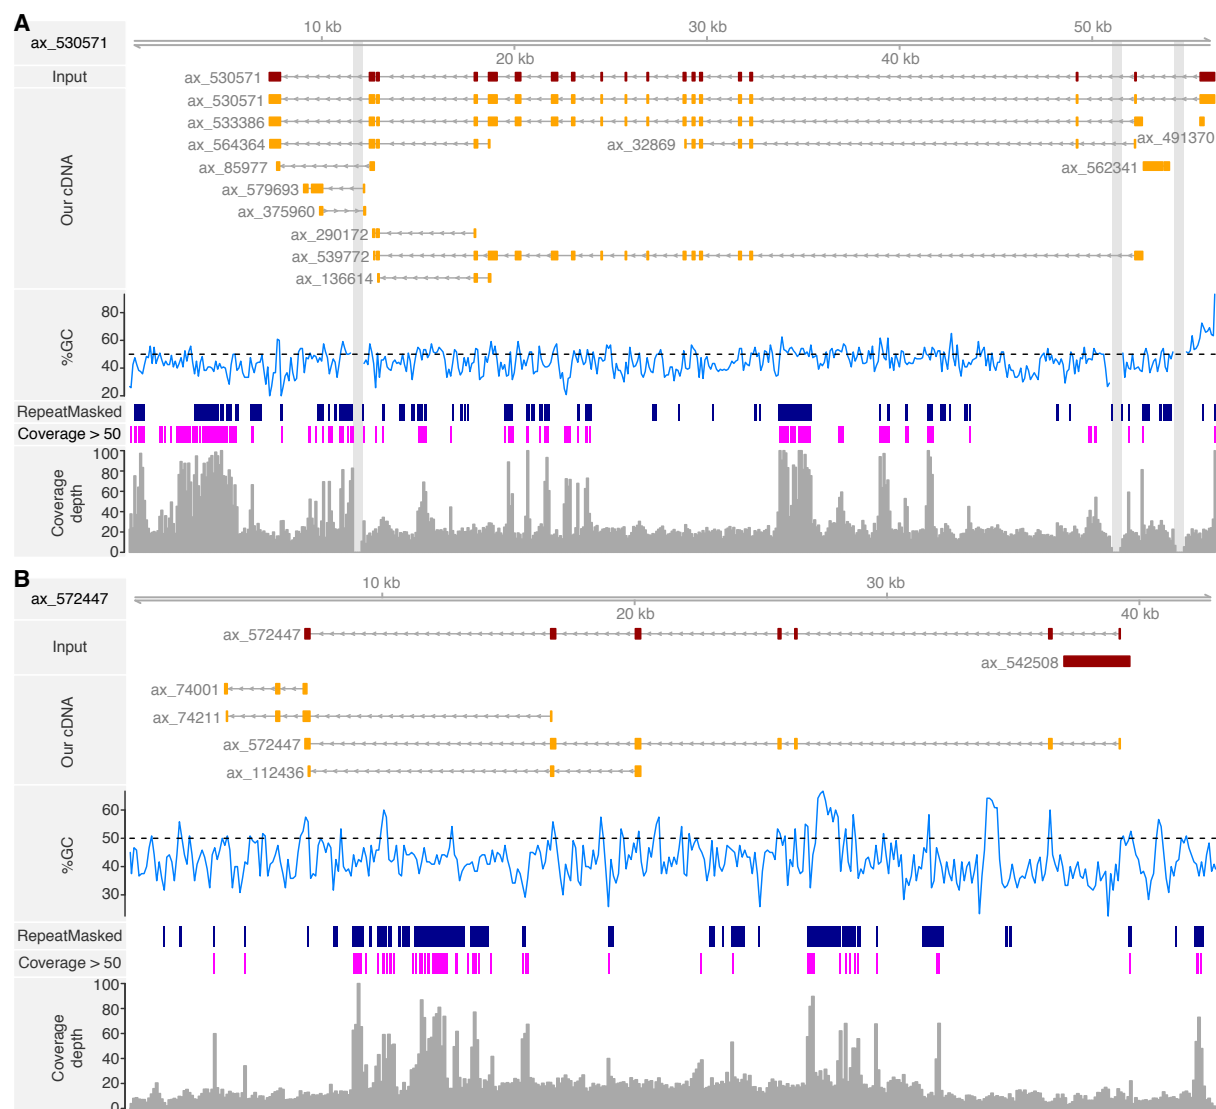 A
10 kb
30 kb
50 kb
ax_530571
20 kb
40 kb
Input
ax_530571
Our cDNA
ax_530571
ax_533386
ax_491370
ax_564364
ax_32869
ax_85977
ax_562341
ax_579693
ax_375960
ax_290172
ax_539772
ax_136614
%GC
80
60
40
20
RepeatMasked
Coverage > 50
Coverage
depth
100
80
60
40
20
0
B
10 kb
30 kb
ax_572447
20 kb
40 kb
Input
ax_572447
ax_542508
Our cDNA
ax_74001
ax_74211
ax_572447
ax_112436
%GC
60
50
40
30
RepeatMasked
Coverage > 50
Coverage
depth
100
80
60
40
20
0